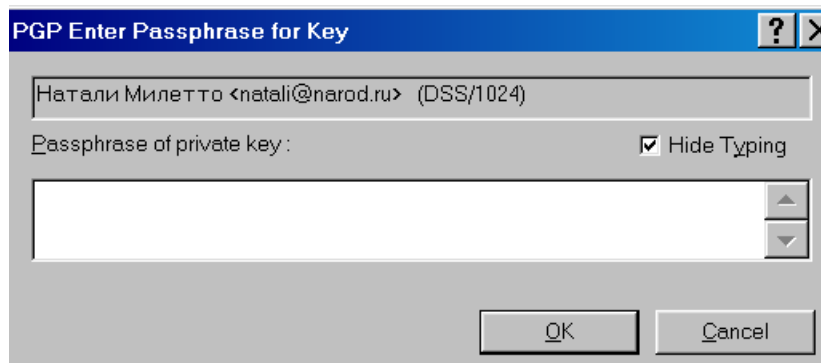 PGP Enter Passphrase for Key
Натали Милетто <natali@narod.ru> (DSS/1024)
Passphrase of private key : Hide Typing
OK Cancel